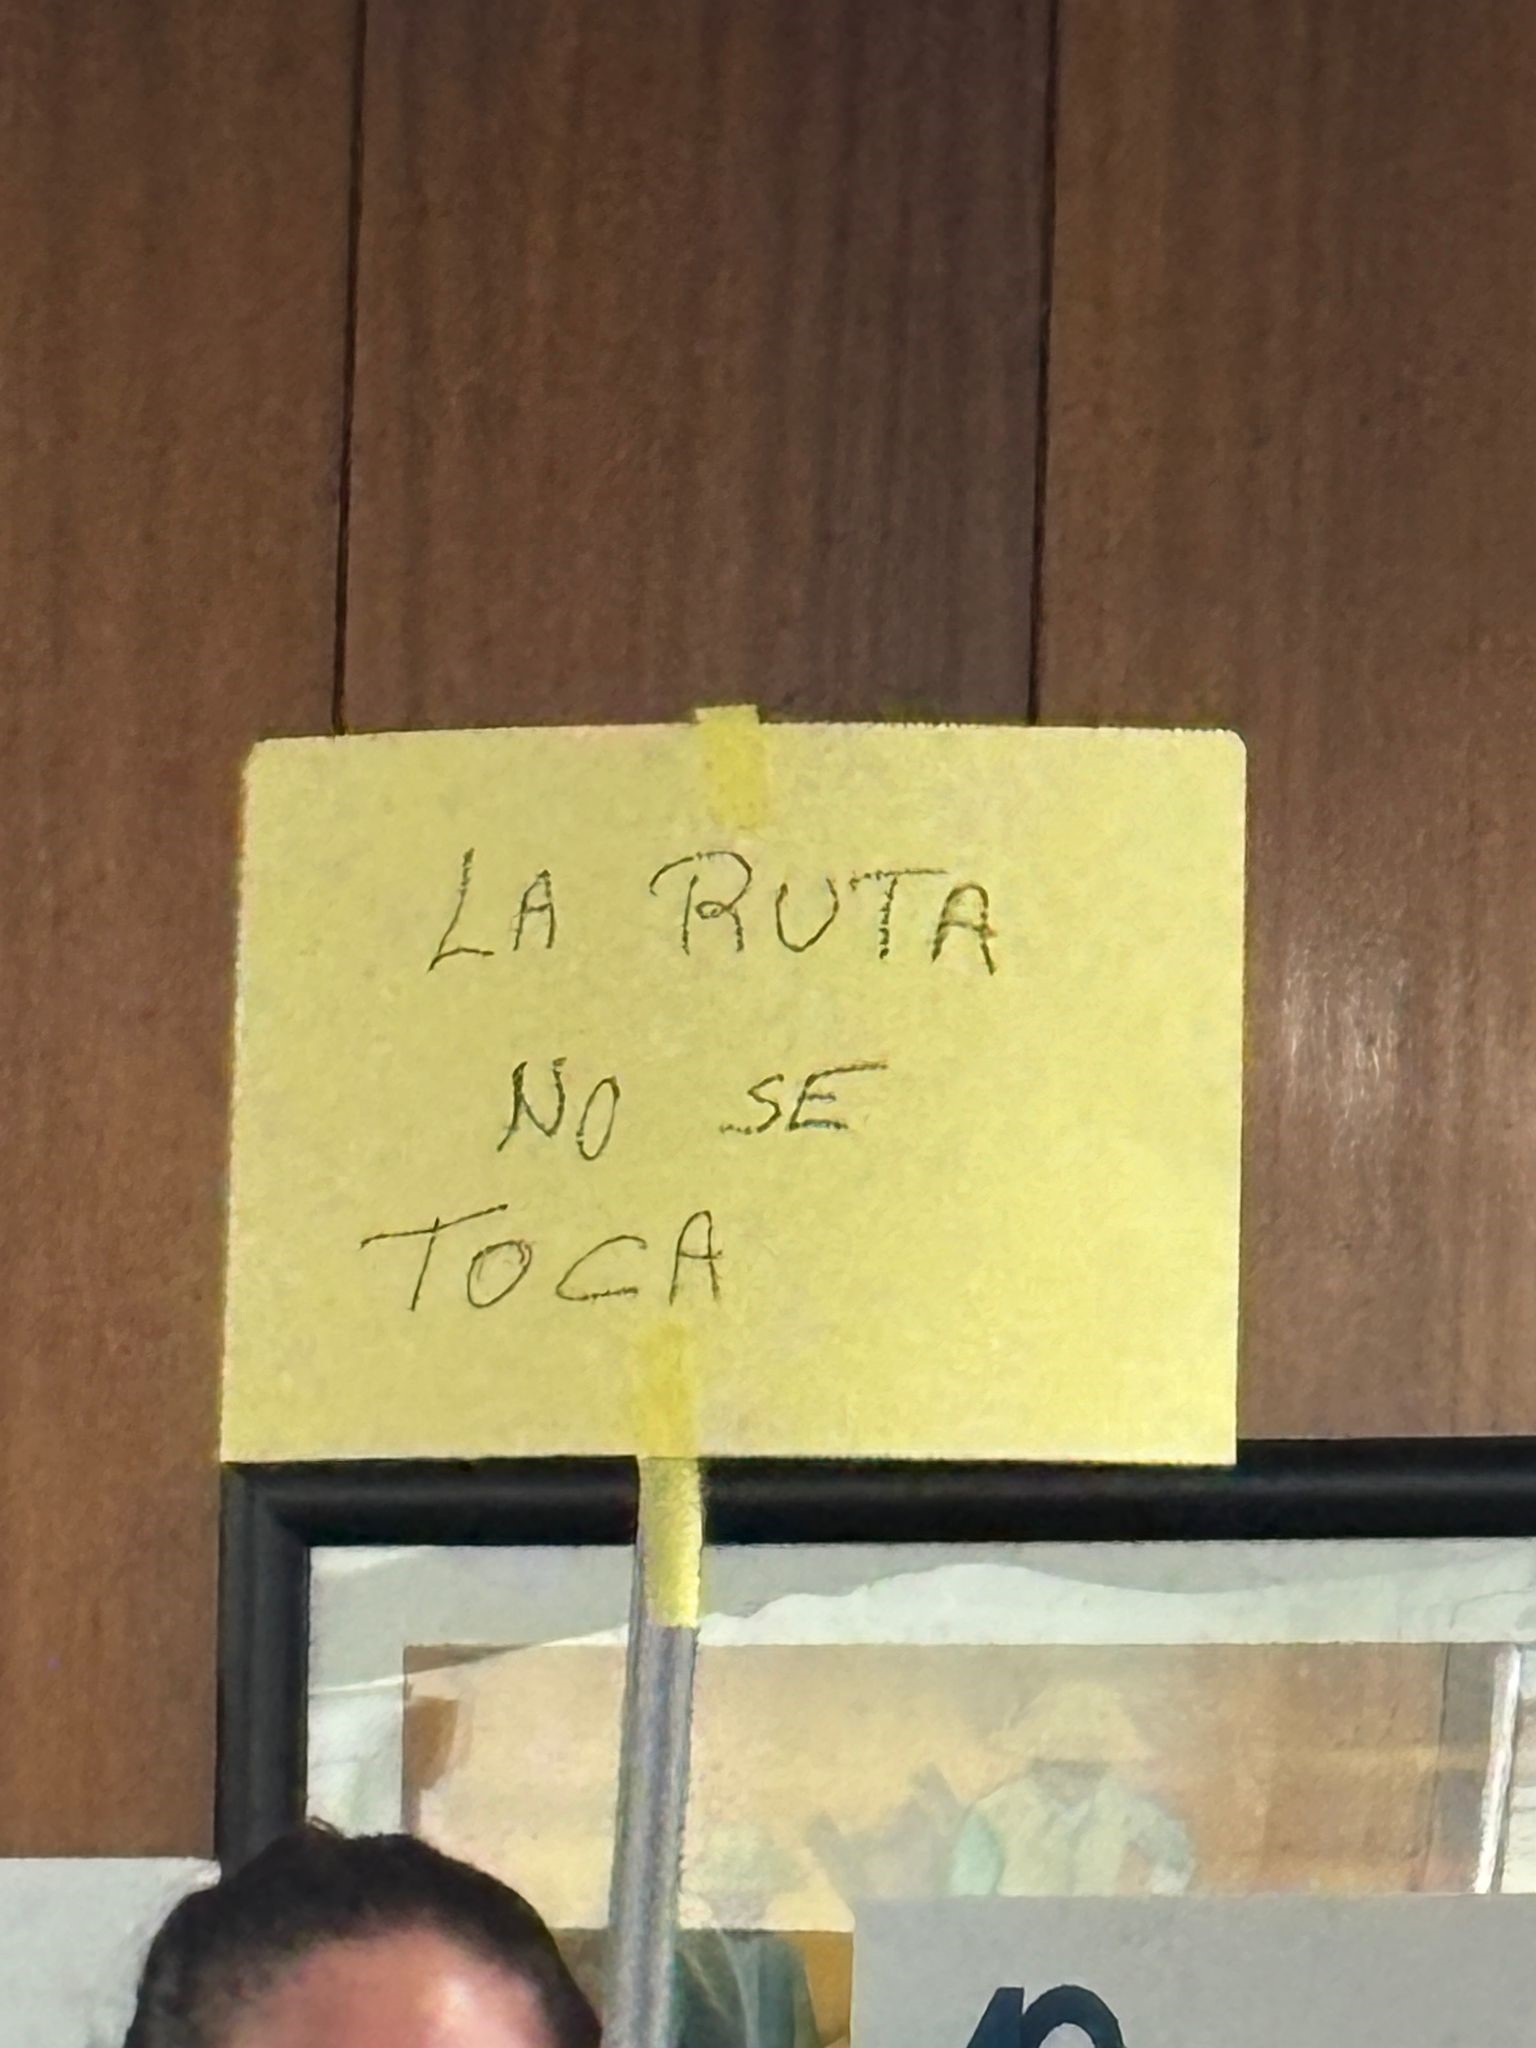 LA RUTA
NO SE
TOCA